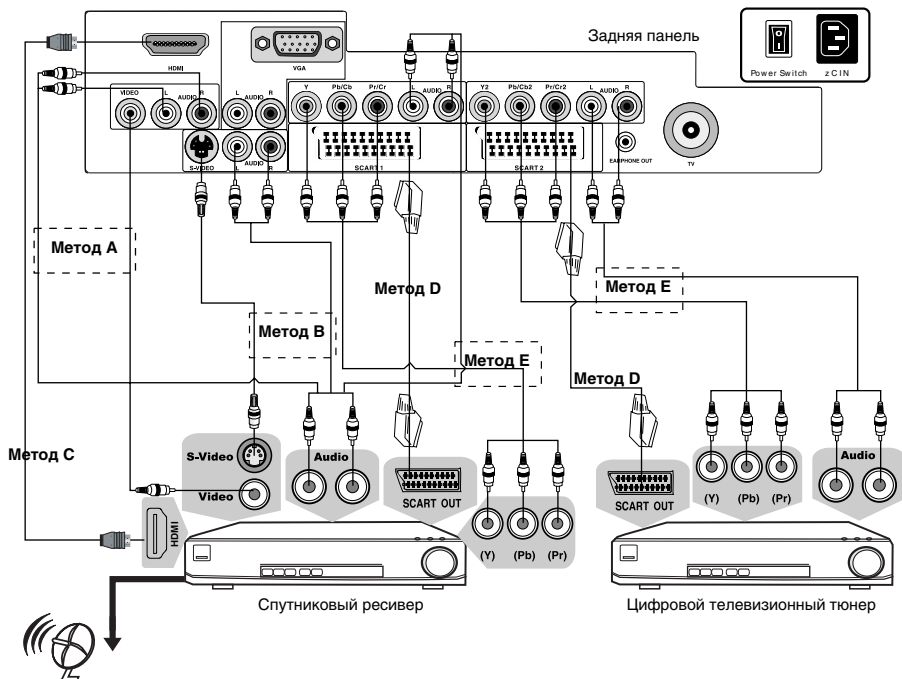 Задняя панель
Power Switch
z C IN
HDMI
VGA
VIDEO
L
AUDIO
R
L
R
Y
Pb/Cb
Pr/Cr
L
AUDIO
R
Y2
Pb/Cb2
Pr/Cr2
L
AUDIO
R
S-VIDEO
L
AUDIO
R
SCART 1
SCART 2
EARPHONE OUT
TV
Метод A
Метод B
Метод D
Метод E
Метод E
Метод D
Метод C
S-Video
Video
Audio
SCART OUT
HDMI
(Y)
(Pb)
(Pr)
SCART OUT
(Y)
(Pb)
(Pr)
Audio
Спутниковый ресивер
Цифровой телевизионный тюнер